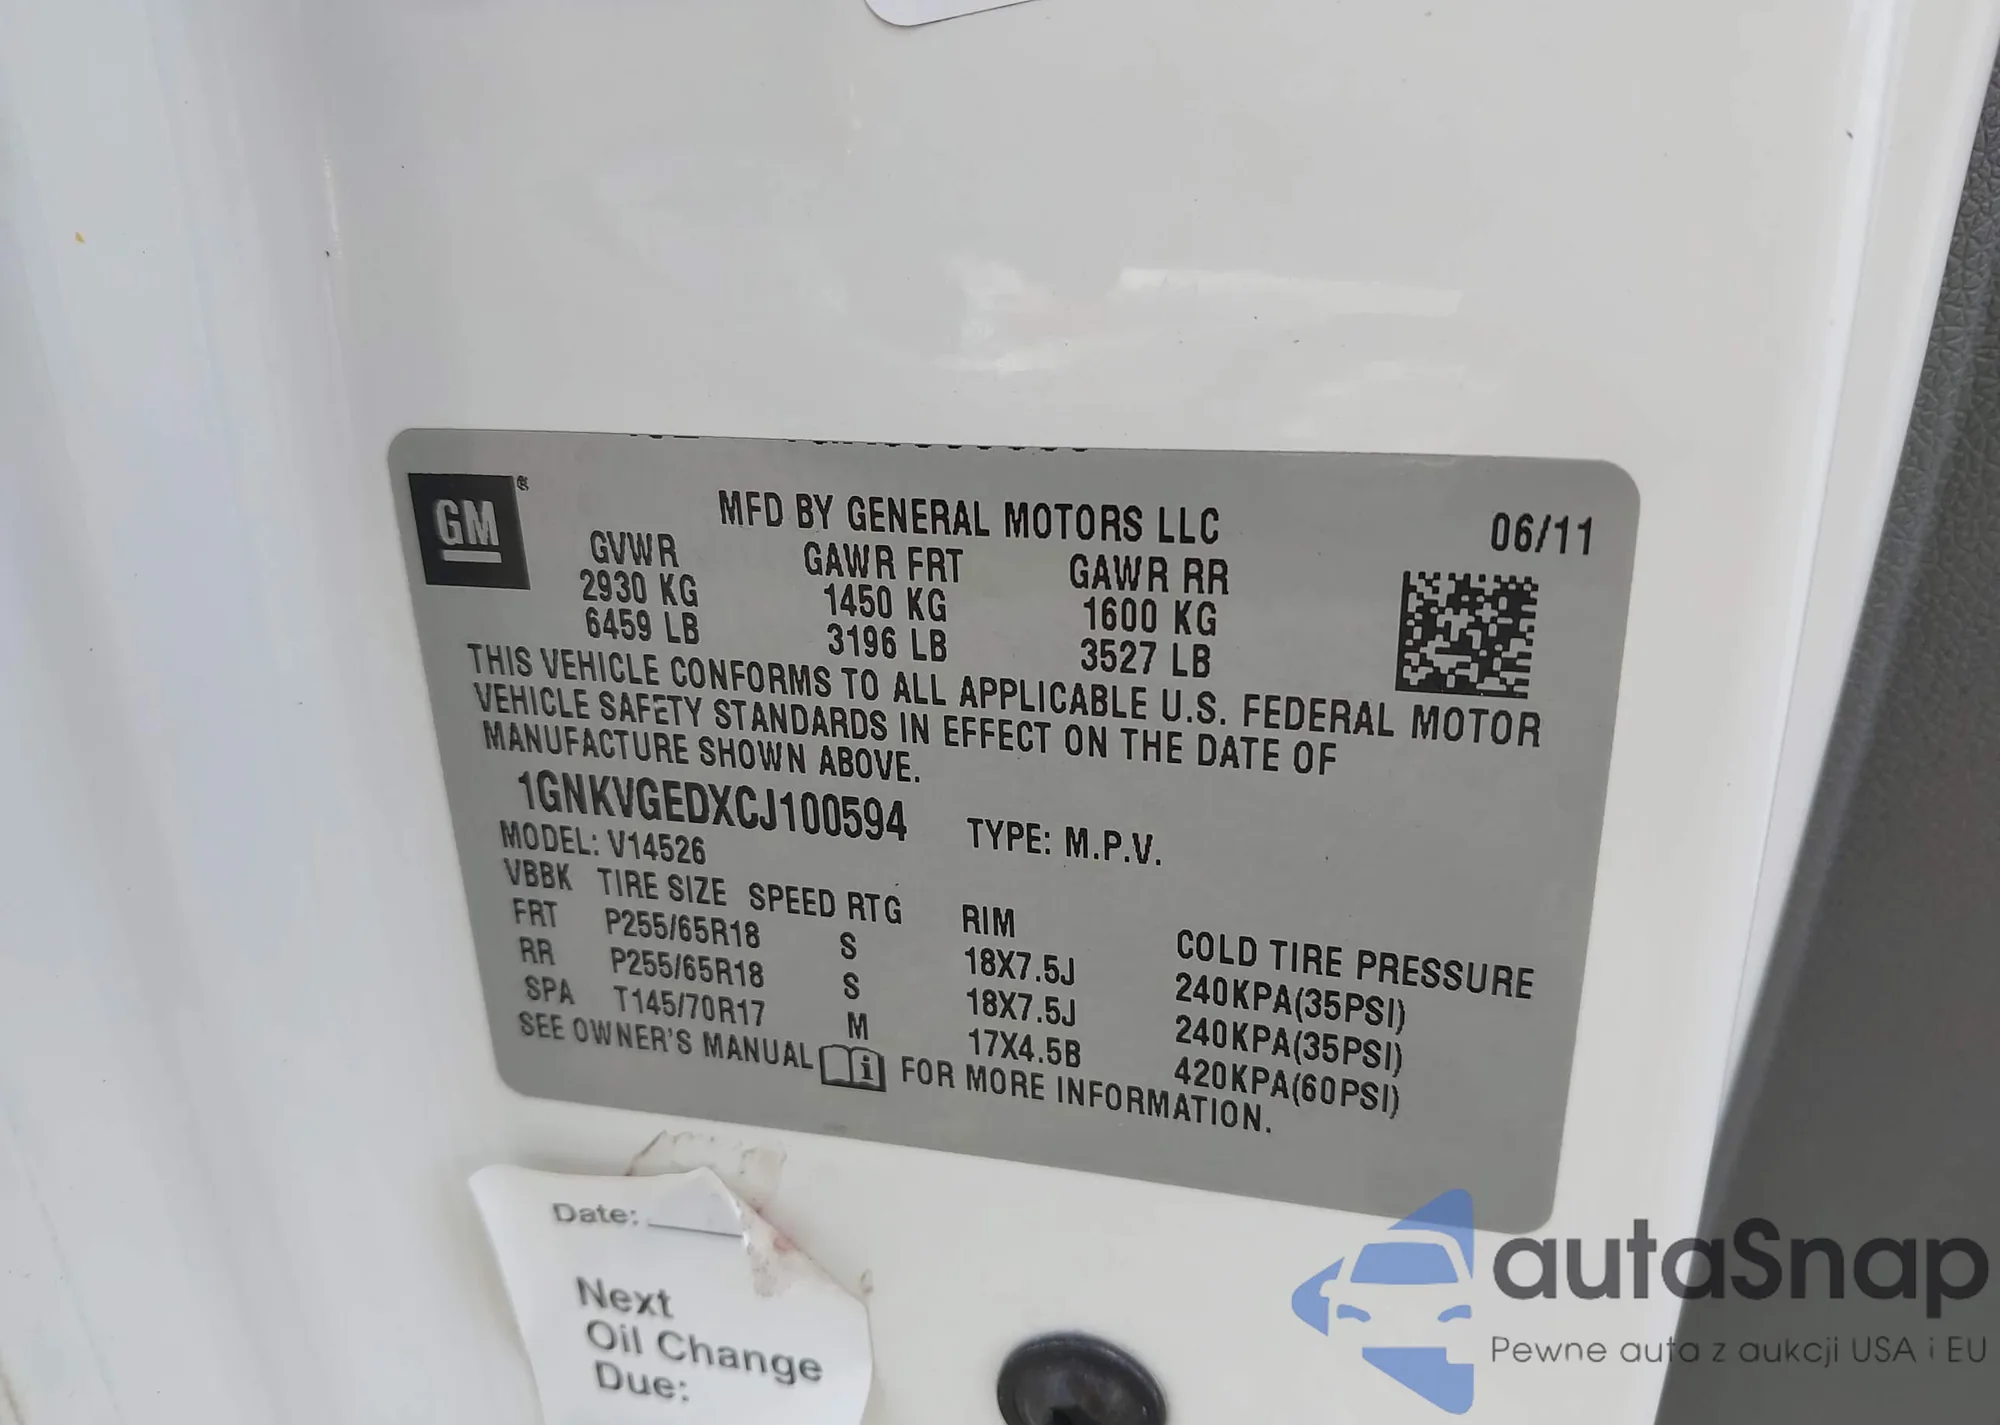 GM®
MFD BY GENERAL MOTORS LLC 06/11
GVWR GAWR FRT GAWR RR
2930 KG 1450 KG 1600 KG
6459 LB 3196 LB 3527 LB
THIS VEHICLE CONFORMS TO ALL APPLICABLE U.S. FEDERAL MOTOR
VEHICLE SAFETY STANDARDS IN EFFECT ON THE DATE OF
MANUFACTURE SHOWN ABOVE.
1GNKVGEDXCJ100594 TYPE: M.P.V.
MODEL: V14526
VBBK TIRE SIZE SPEED RTG RIM COLD TIRE PRESSURE
FRT P255/65R18 S 18X7.5J 240KPA(35PSI)
RR P255/65R18 S 18X7.5J 240KPA(35PSI)
SPA T145/70R17 M 17X4.5B 420KPA(60PSI)
SEE OWNER'S MANUAL i FOR MORE INFORMATION.
Date:
Next
Oil Change
Due:
autaSnap
Pewne auta z aukcji USA i EU